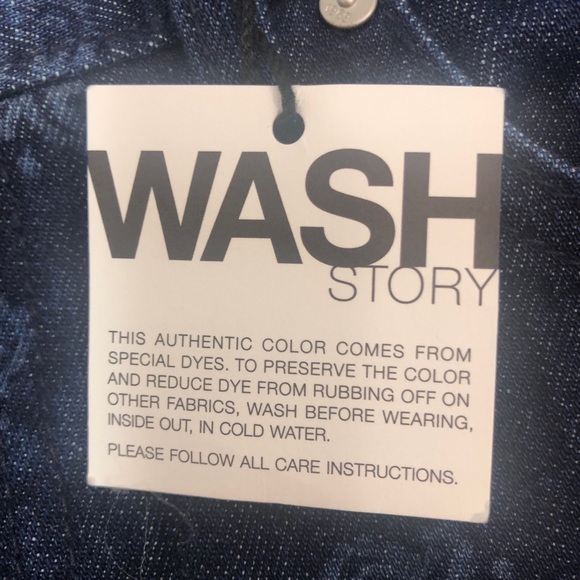 WASH
STORY
THIS AUTHENTIC COLOR COMES FROM
SPECIAL DYES. TO PRESERVE THE COLOR
AND REDUCE DYE FROM RUBBING OFF ON
OTHER FABRICS, WASH BEFORE WEARING,
INSIDE OUT, IN COLD WATER.
PLEASE FOLLOW ALL CARE INSTRUCTIONS.